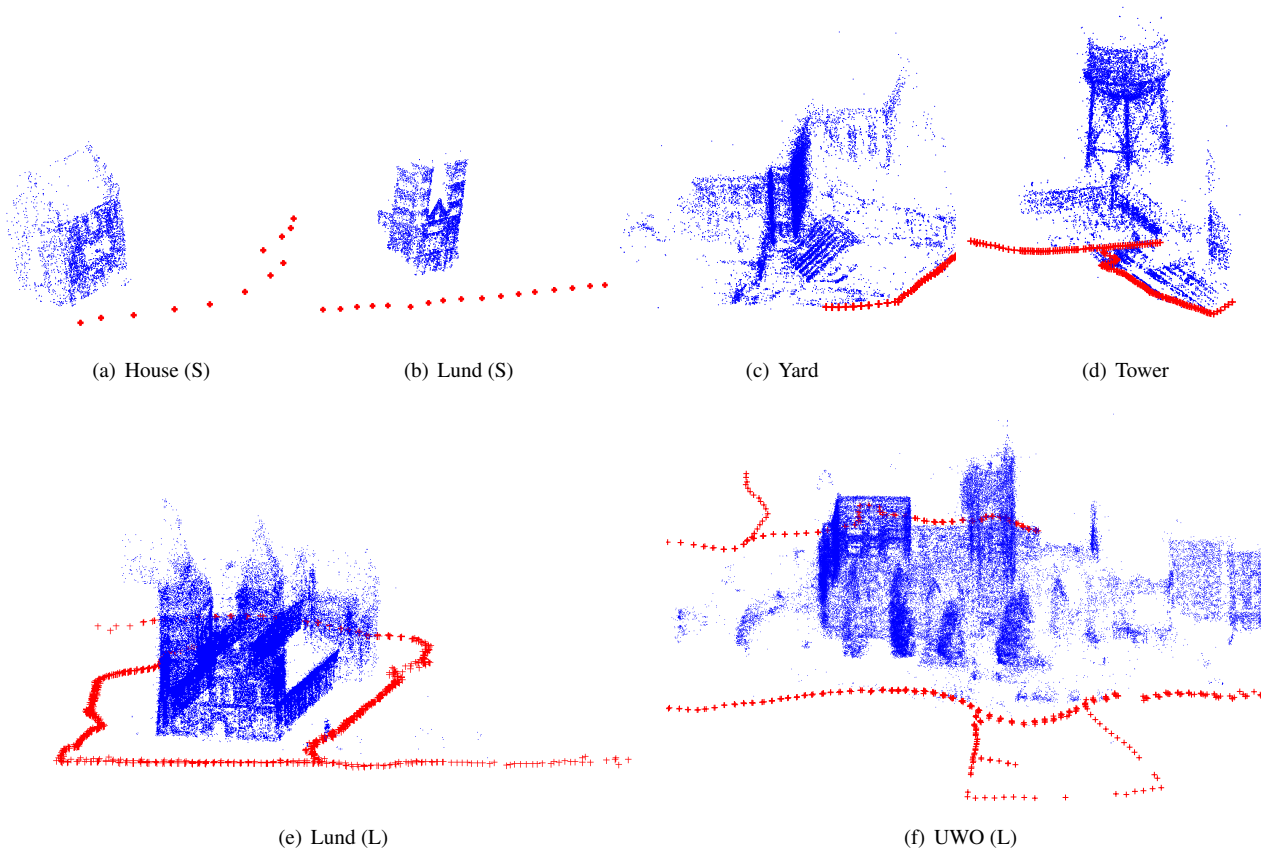 (a) House (S)
(b) Lund (S)
(c) Yard
(d) Tower
(e) Lund (L)
(f) UWO (L)